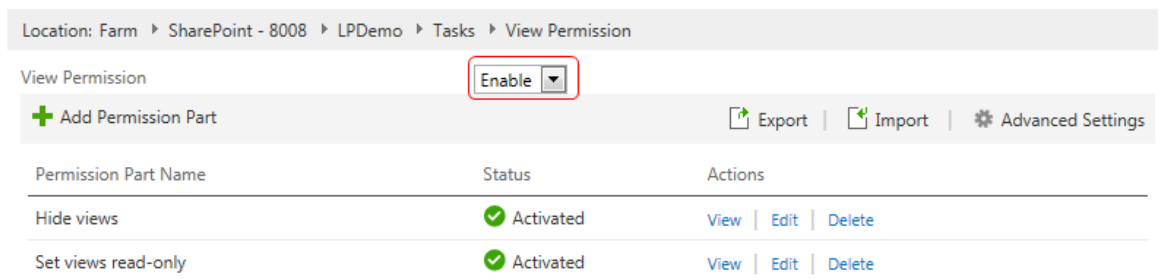 Location: Farm SharePoint - 8008 LPDemo Tasks View Permission
View Permission Enable
Add Permission Part Export | Import | Advanced Settings
Permission Part Name Status Actions
Hide views Activated View | Edit | Delete
Set views read-only Activated View | Edit | Delete